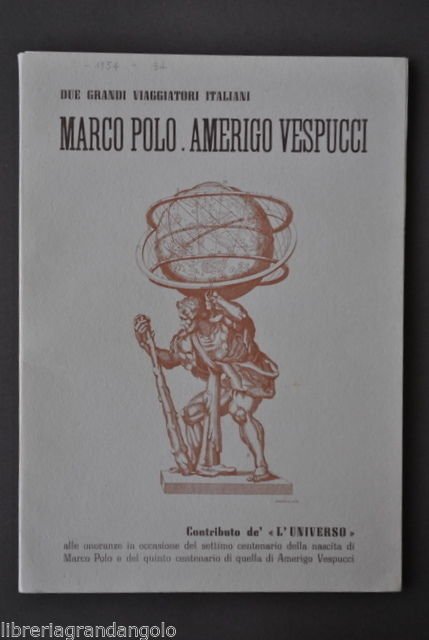 - 1954 - 34
DUE GRANDI VIAGGIATORI ITALIANI
MARCO POLO . AMERIGO VESPUCCI
Contributo de' « L'UNIVERSO »
alle onoranze in occasione del settimo centenario della nascita di
Marco Polo e del quinto centenario di quella di Amerigo Vespucci
libreriagrandangolo